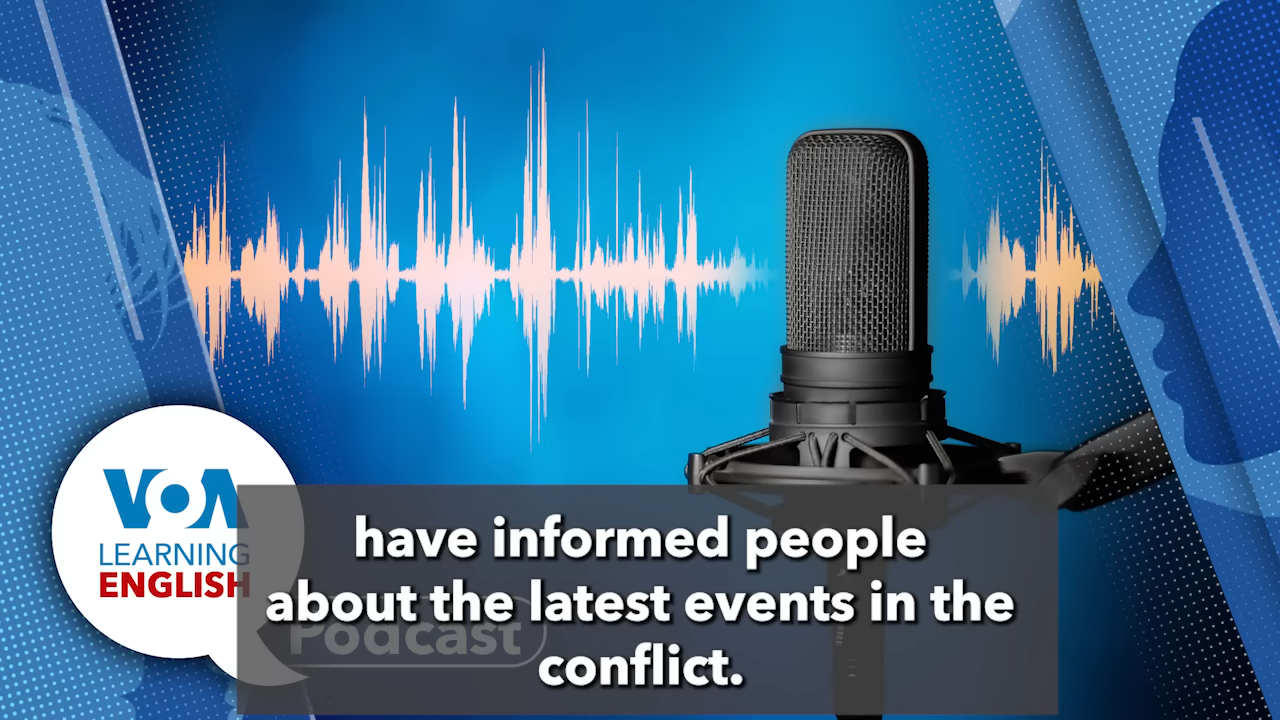 VOA
LEARNING
ENGLISH
Podcast
have informed people
about the latest events in the
conflict.